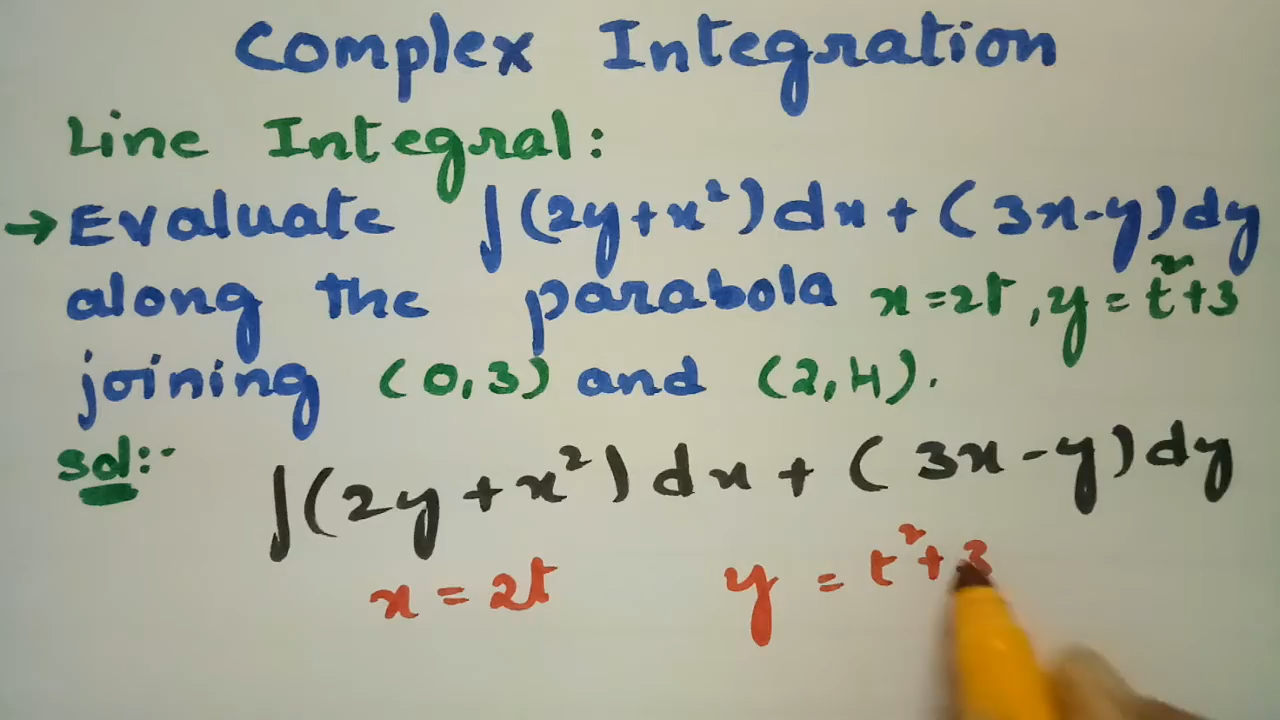 Complex Integration
Line Integral:
→ Evaluate ∫(2y+x²)dx+(3x-y)dy
along the parabola x=2t, y=t²+3
joining (0,3) and (2,4).
Sol:- ∫(2y+x²)dx+(3x-y)dy
x=2t y=t²+3